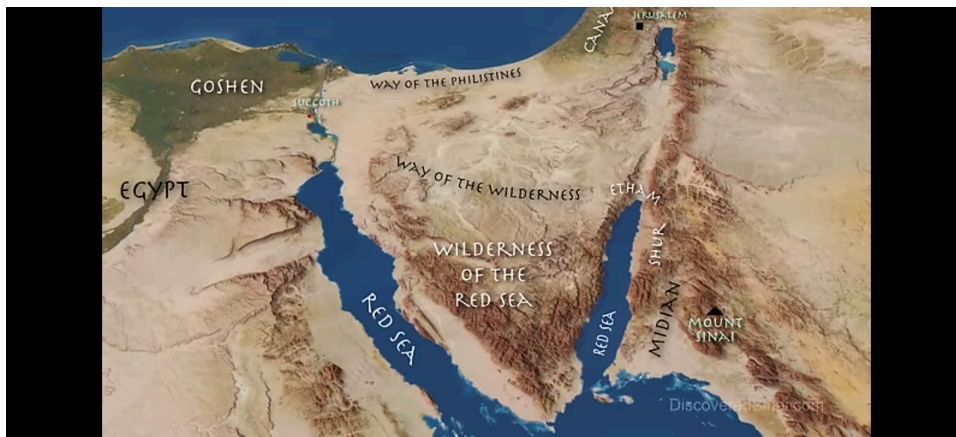 JERUSALEM
CANA
WAY OF THE PHILISTINES
GOSHEN
SUCCOTH
WAY OF THE WILDERNESS
EGYPT
ETHAM
SHUR
WILDERNESS
OF THE
RED SEA
RED SEA
RED SEA
MIDIAN
MOUNT
SINAI